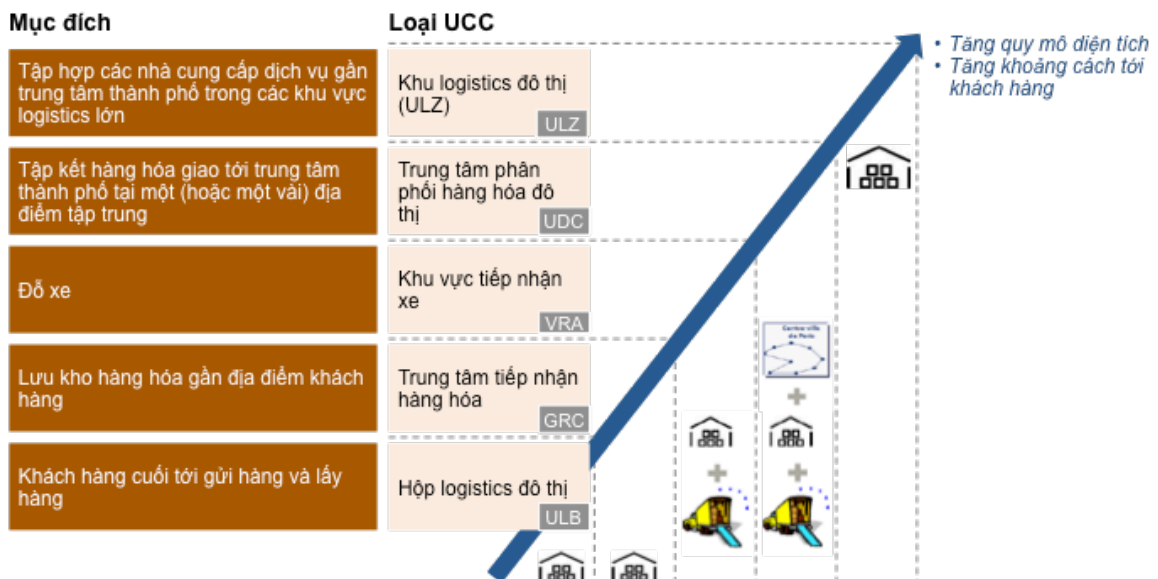 Mục đích
Loại UCC
Tập hợp các nhà cung cấp dịch vụ gần
trung tâm thành phố trong các khu vực
logistics lớn
Khu logistics đô thị
(ULZ)
ULZ
• Tăng quy mô diện tích
• Tăng khoảng cách tới
khách hàng
Tập kết hàng hóa giao tới trung tâm
thành phố tại một (hoặc một vài) địa
điểm tập trung
Trung tâm phân
phối hàng hóa đô
thị
UDC
Đỗ xe
Khu vực tiếp nhận
xe
VRA
Lưu kho hàng hóa gần địa điểm khách
hàng
Trung tâm tiếp nhận
hàng hóa
GRC
Khách hàng cuối tới gửi hàng và lấy
hàng
Hộp logistics đô thị
ULB
Centre ville
de Paris